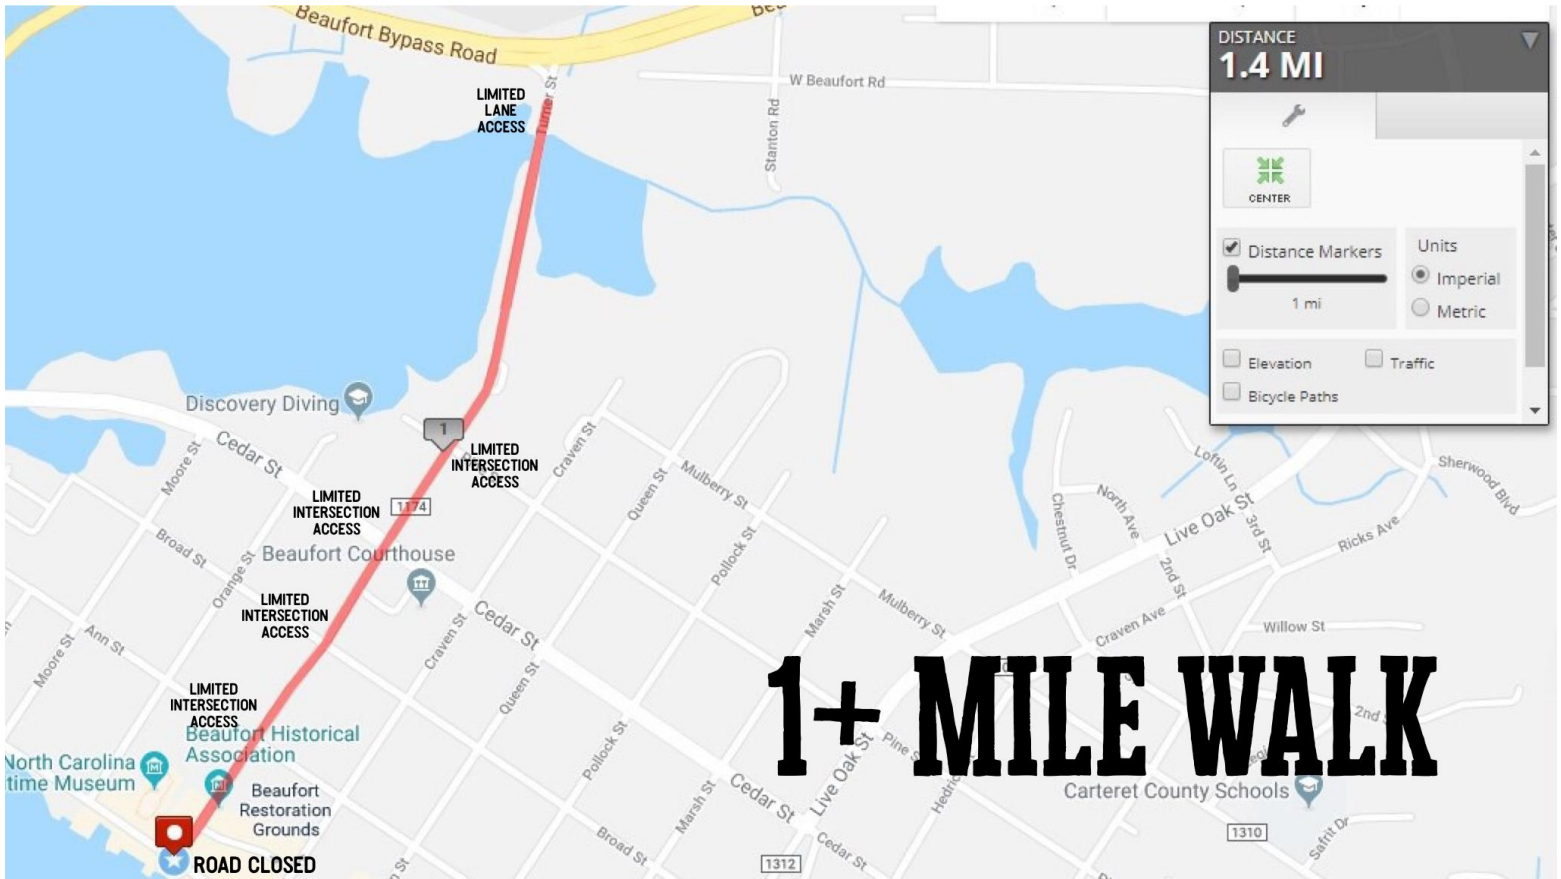 Beaufort Bypass Road
DISTANCE
1.4 MI
LIMITED
LANE
ACCESS
Turner St
W Beaufort Rd
Stanton Rd
CENTER
Distance Markers
1 mi
Units
Imperial
Metric
Elevation
Traffic
Bicycle Paths
Discovery Diving
1
Cedar St
Moore St
LIMITED
INTERSECTION
ACCESS
Craven St
Queen St
Mulberry St
Pollock St
LIMITED
INTERSECTION
ACCESS
1174
Beaufort Courthouse
Broad St
Orange St
LIMITED
INTERSECTION
ACCESS
Cedar St
Craven St
Queen St
Marsh St
Mulberry St
Loftin Ln
Sherwood Blvd
North Ave
Chestnut Dr
Live Oak St
3rd St
Ricks Ave
2nd St
Craven Ave
Willow St
Ann St
Moore St
LIMITED
INTERSECTION
ACCESS
Beaufort Historical
Association
North Carolina
time Museum
Beaufort
Restoration
Grounds
ROAD CLOSED
Pollock St
Marsh St
Cedar St
Broad St
1312
Live Oak St
Cedar St
Pine S
Hedric
1+ MILE WALK
2nd
Carteret County Schools
1310
Safrit Dr